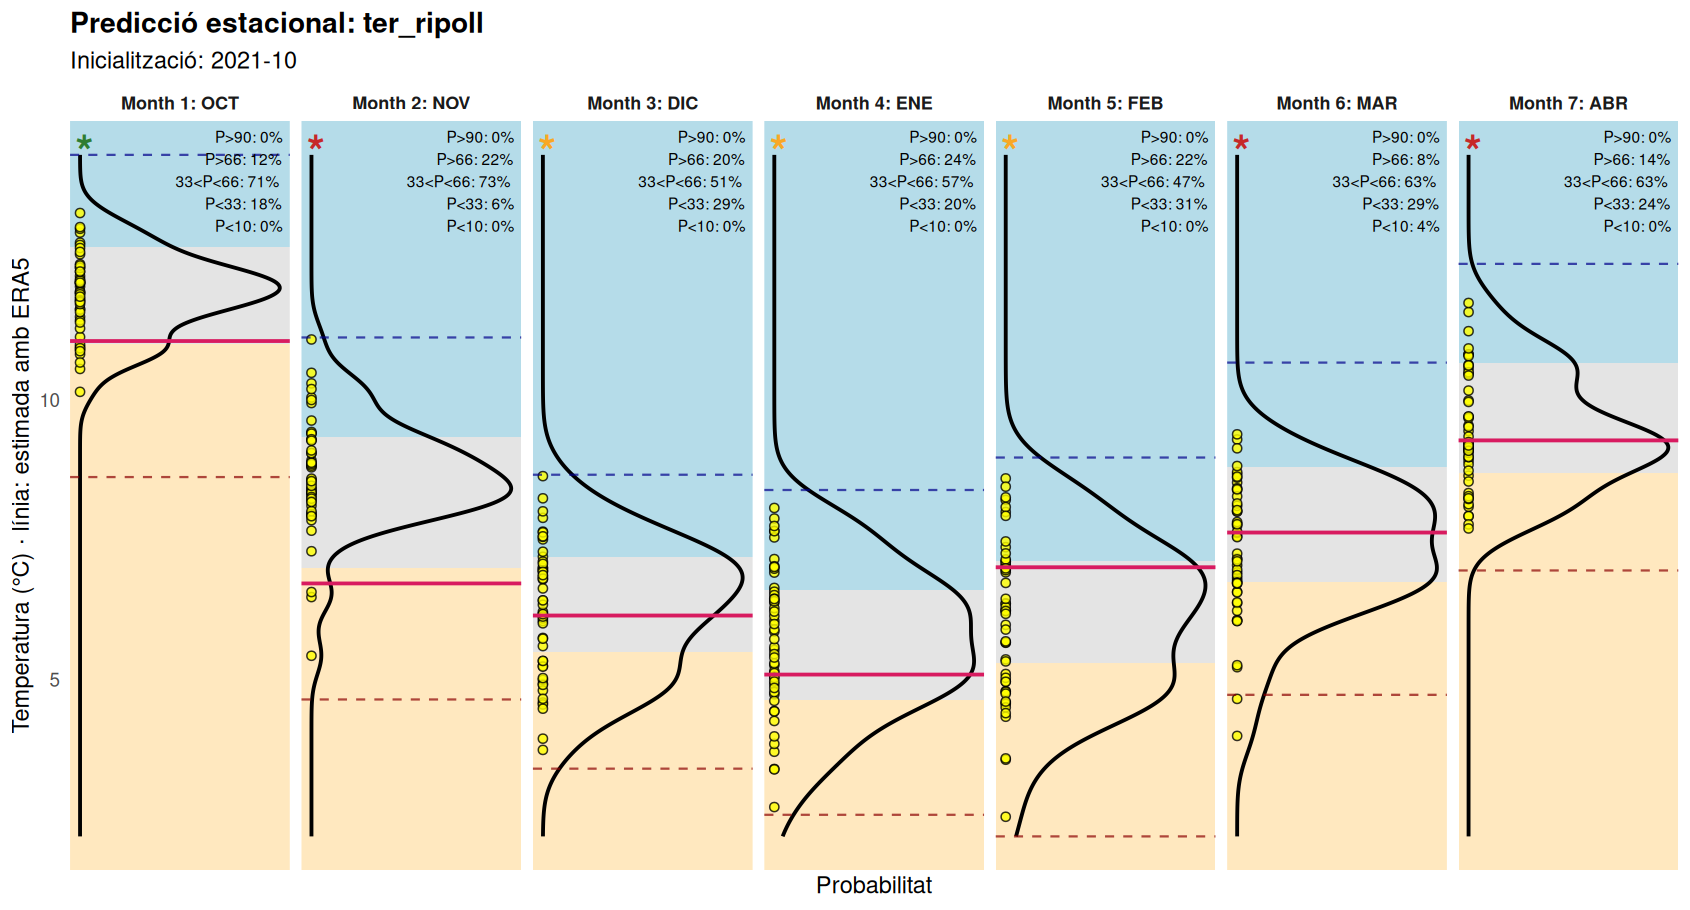 Predicció estacional: ter_ripoll
Inicialització: 2021-10
Month 1: OCT
Month 2: NOV
Month 3: DIC
Month 4: ENE
Month 5: FEB
Month 6: MAR
Month 7: ABR
*
P>90: 0%
P>66: 12%
33<P<66: 71%
P<33: 18%
P<10: 0%
*
P>90: 0%
P>66: 22%
33<P<66: 73%
P<33: 6%
P<10: 0%
*
P>90: 0%
P>66: 20%
33<P<66: 51%
P<33: 29%
P<10: 0%
*
P>90: 0%
P>66: 24%
33<P<66: 57%
P<33: 20%
P<10: 0%
*
P>90: 0%
P>66: 22%
33<P<66: 47%
P<33: 31%
P<10: 0%
*
P>90: 0%
P>66: 8%
33<P<66: 63%
P<33: 29%
P<10: 4%
*
P>90: 0%
P>66: 14%
33<P<66: 63%
P<33: 24%
P<10: 0%
Temperatura (°C) · línia: estimada amb ERA5
10
5
Probabilitat